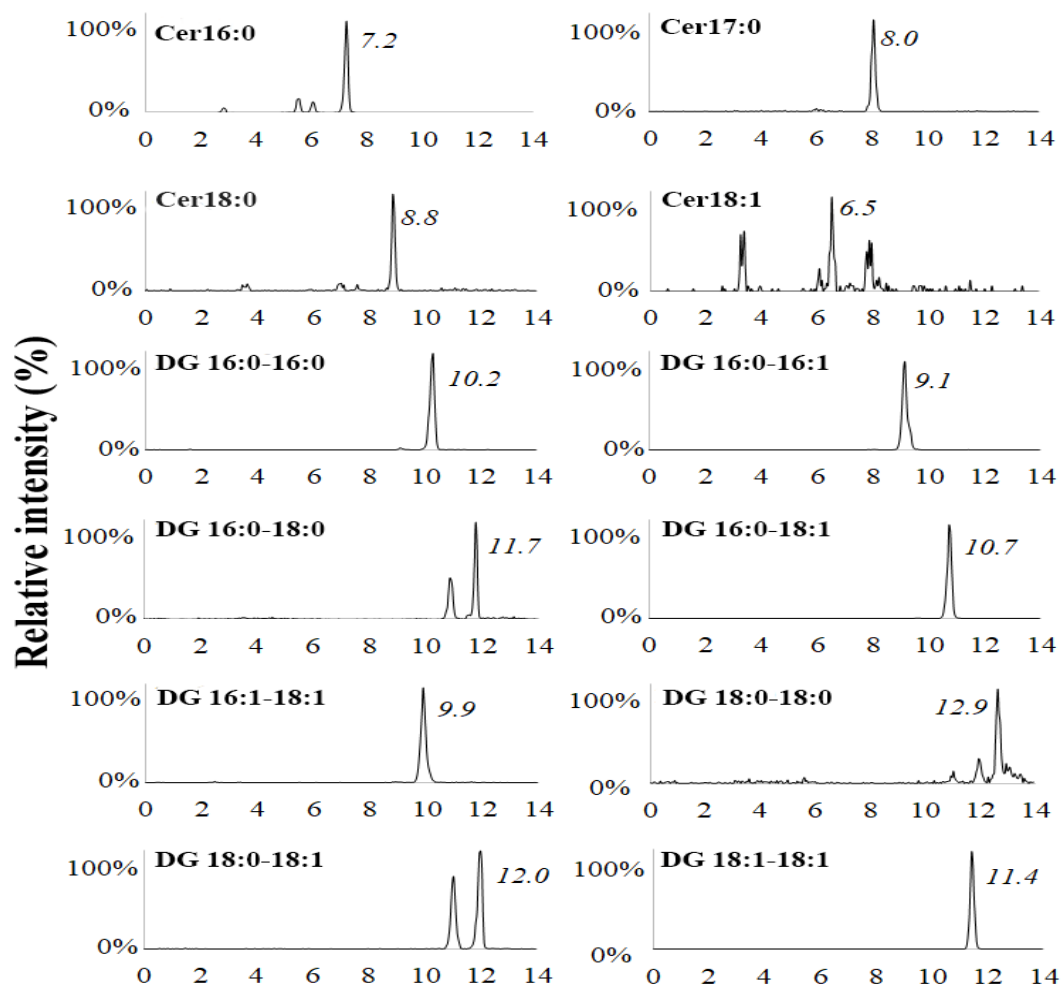 Relative intensity (%)
100%
Cer16:0
7.2
0%
0 2 4 6 8 10 12 14
100%
Cer17:0
8.0
0%
0 2 4 6 8 10 12 14
100%
Cer18:0
8.8
0%
0 2 4 6 8 10 12 14
100%
Cer18:1
6.5
0%
0 2 4 6 8 10 12 14
100%
DG 16:0-16:0
10.2
0%
0 2 4 6 8 10 12 14
100%
DG 16:0-16:1
9.1
0%
0 2 4 6 8 10 12 14
100%
DG 16:0-18:0
11.7
0%
0 2 4 6 8 10 12 14
100%
DG 16:0-18:1
10.7
0%
0 2 4 6 8 10 12 14
100%
DG 16:1-18:1
9.9
0%
0 2 4 6 8 10 12 14
100%
DG 18:0-18:0
12.9
0%
0 2 4 6 8 10 12 14
100%
DG 18:0-18:1
12.0
0%
0 2 4 6 8 10 12 14
100%
DG 18:1-18:1
11.4
0%
0 2 4 6 8 10 12 14